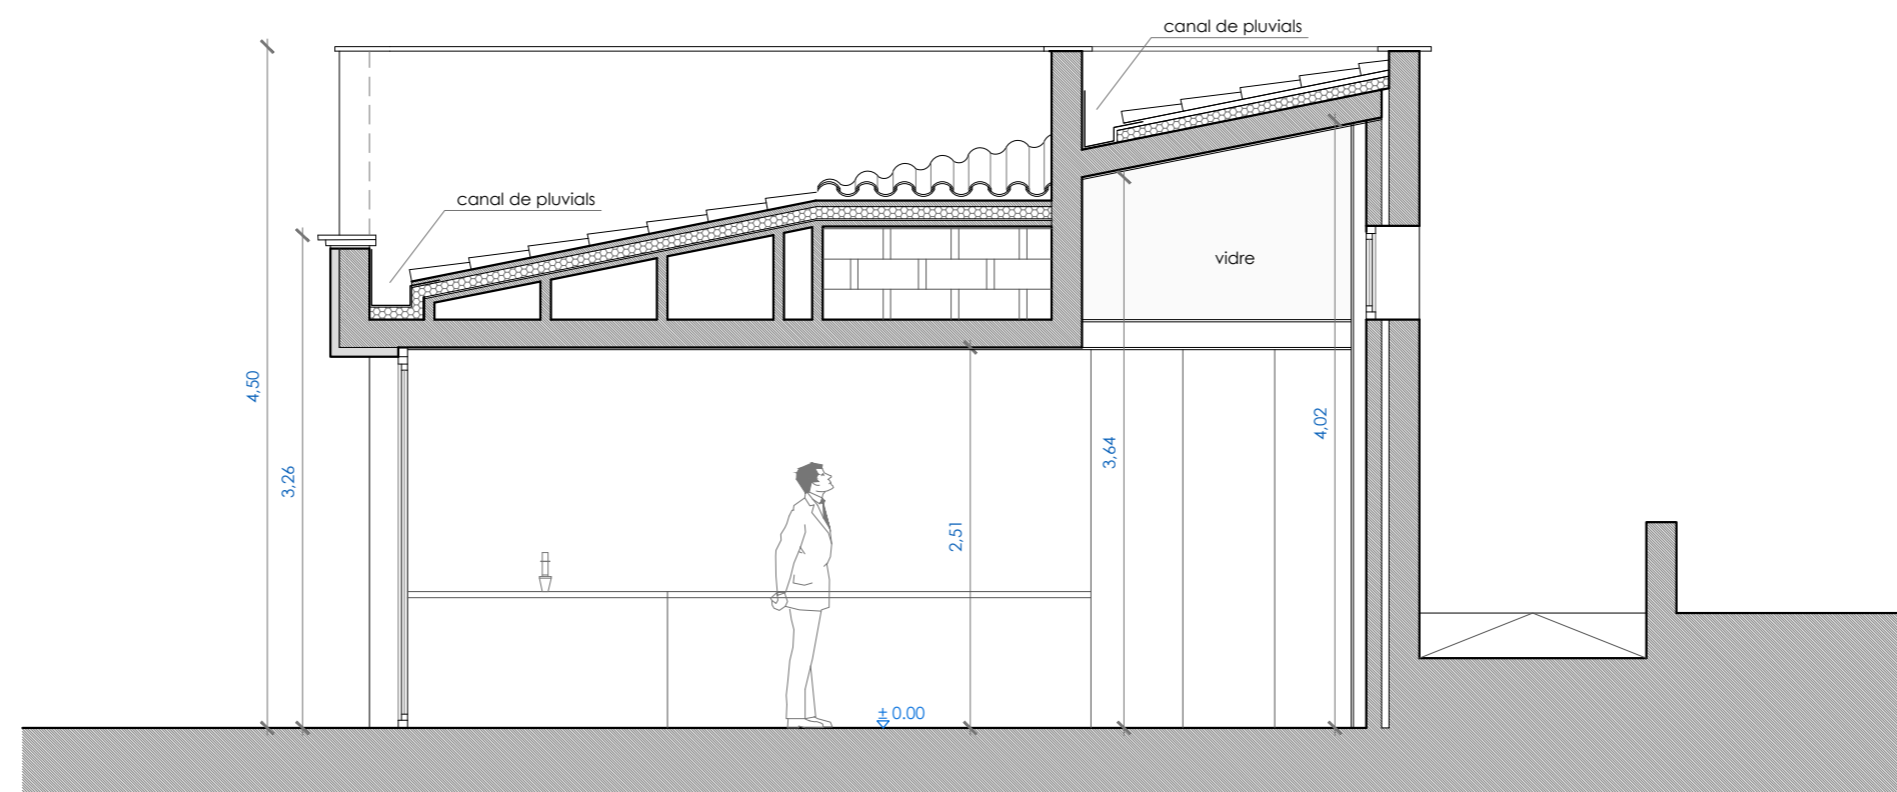 canal de pluvials
canal de pluvials
vidre
4,50
3,26
2,51
3,64
4,02
± 0.00